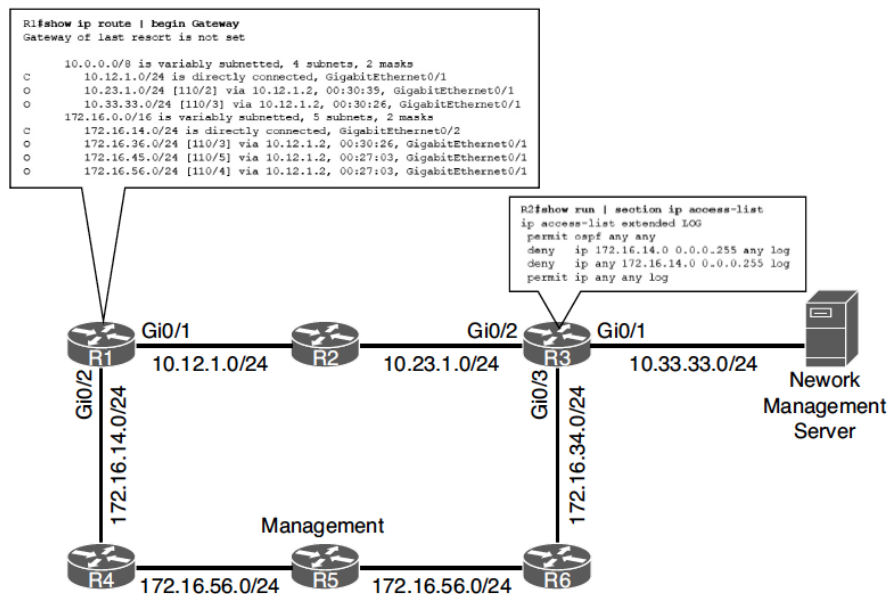 R1#show ip route | begin Gateway
Gateway of last resort is not set
10.0.0.0/8 is variably subnetted, 4 subnets, 2 masks
C 10.12.1.0/24 is directly connected, GigabitEthernet0/1
O 10.23.1.0/24 [110/2] via 10.12.1.2, 00:30:39, GigabitEthernet0/1
O 10.33.33.0/24 [110/3] via 10.12.1.2, 00:30:26, GigabitEthernet0/1
172.16.0.0/16 is variably subnetted, 5 subnets, 2 masks
C 172.16.14.0/24 is directly connected, GigabitEthernet0/2
O 172.16.36.0/24 [110/3] via 10.12.1.2, 00:30:26, GigabitEthernet0/1
O 172.16.45.0/24 [110/5] via 10.12.1.2, 00:27:03, GigabitEthernet0/1
O 172.16.56.0/24 [110/4] via 10.12.1.2, 00:27:03, GigabitEthernet0/1
R2#show run | section ip access-list
ip access-list extended LOG
permit ospf any any
deny ip 172.16.14.0 0.0.0.255 any log
deny ip any 172.16.14.0 0.0.0.255 log
permit ip any any log
Gi0/1
Gi0/2
Gi0/1
R1
R2
R3
10.12.1.0/24
10.23.1.0/24
10.33.33.0/24
Gi0/2
172.16.14.0/24
Gi0/3
172.16.34.0/24
Nework
Management
Server
Management
R4
R5
R6
172.16.56.0/24
172.16.56.0/24